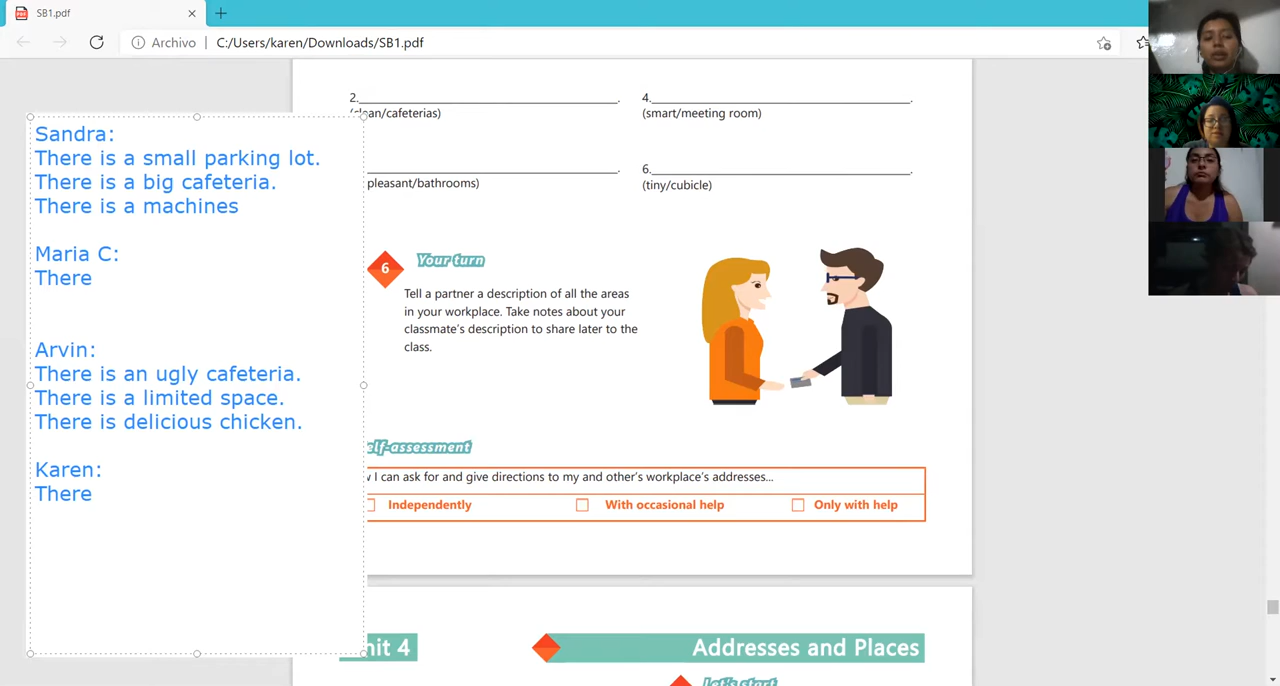 SB1.pdf
Archivo
C:/Users/karen/Downloads/SB1.pdf
2.
(clean/cafeterias)
4.
(smart/meeting room)
pleasant/bathrooms)
6.
(tiny/cubicle)
Sandra:
There is a small parking lot.
There is a big cafeteria.
There is a machines
Maria C:
There
Arvin:
There is an ugly cafeteria.
There is a limited space.
There is delicious chicken.
Karen:
There
6
Your turn
Tell a partner a description of all the areas
in your workplace. Take notes about your
classmate's description to share later to the
class.
elf-assessment
I can ask for and give directions to my and other's workplace's addresses...
Independently
With occasional help
Only with help
nit 4
Addresses and Places
Let's start